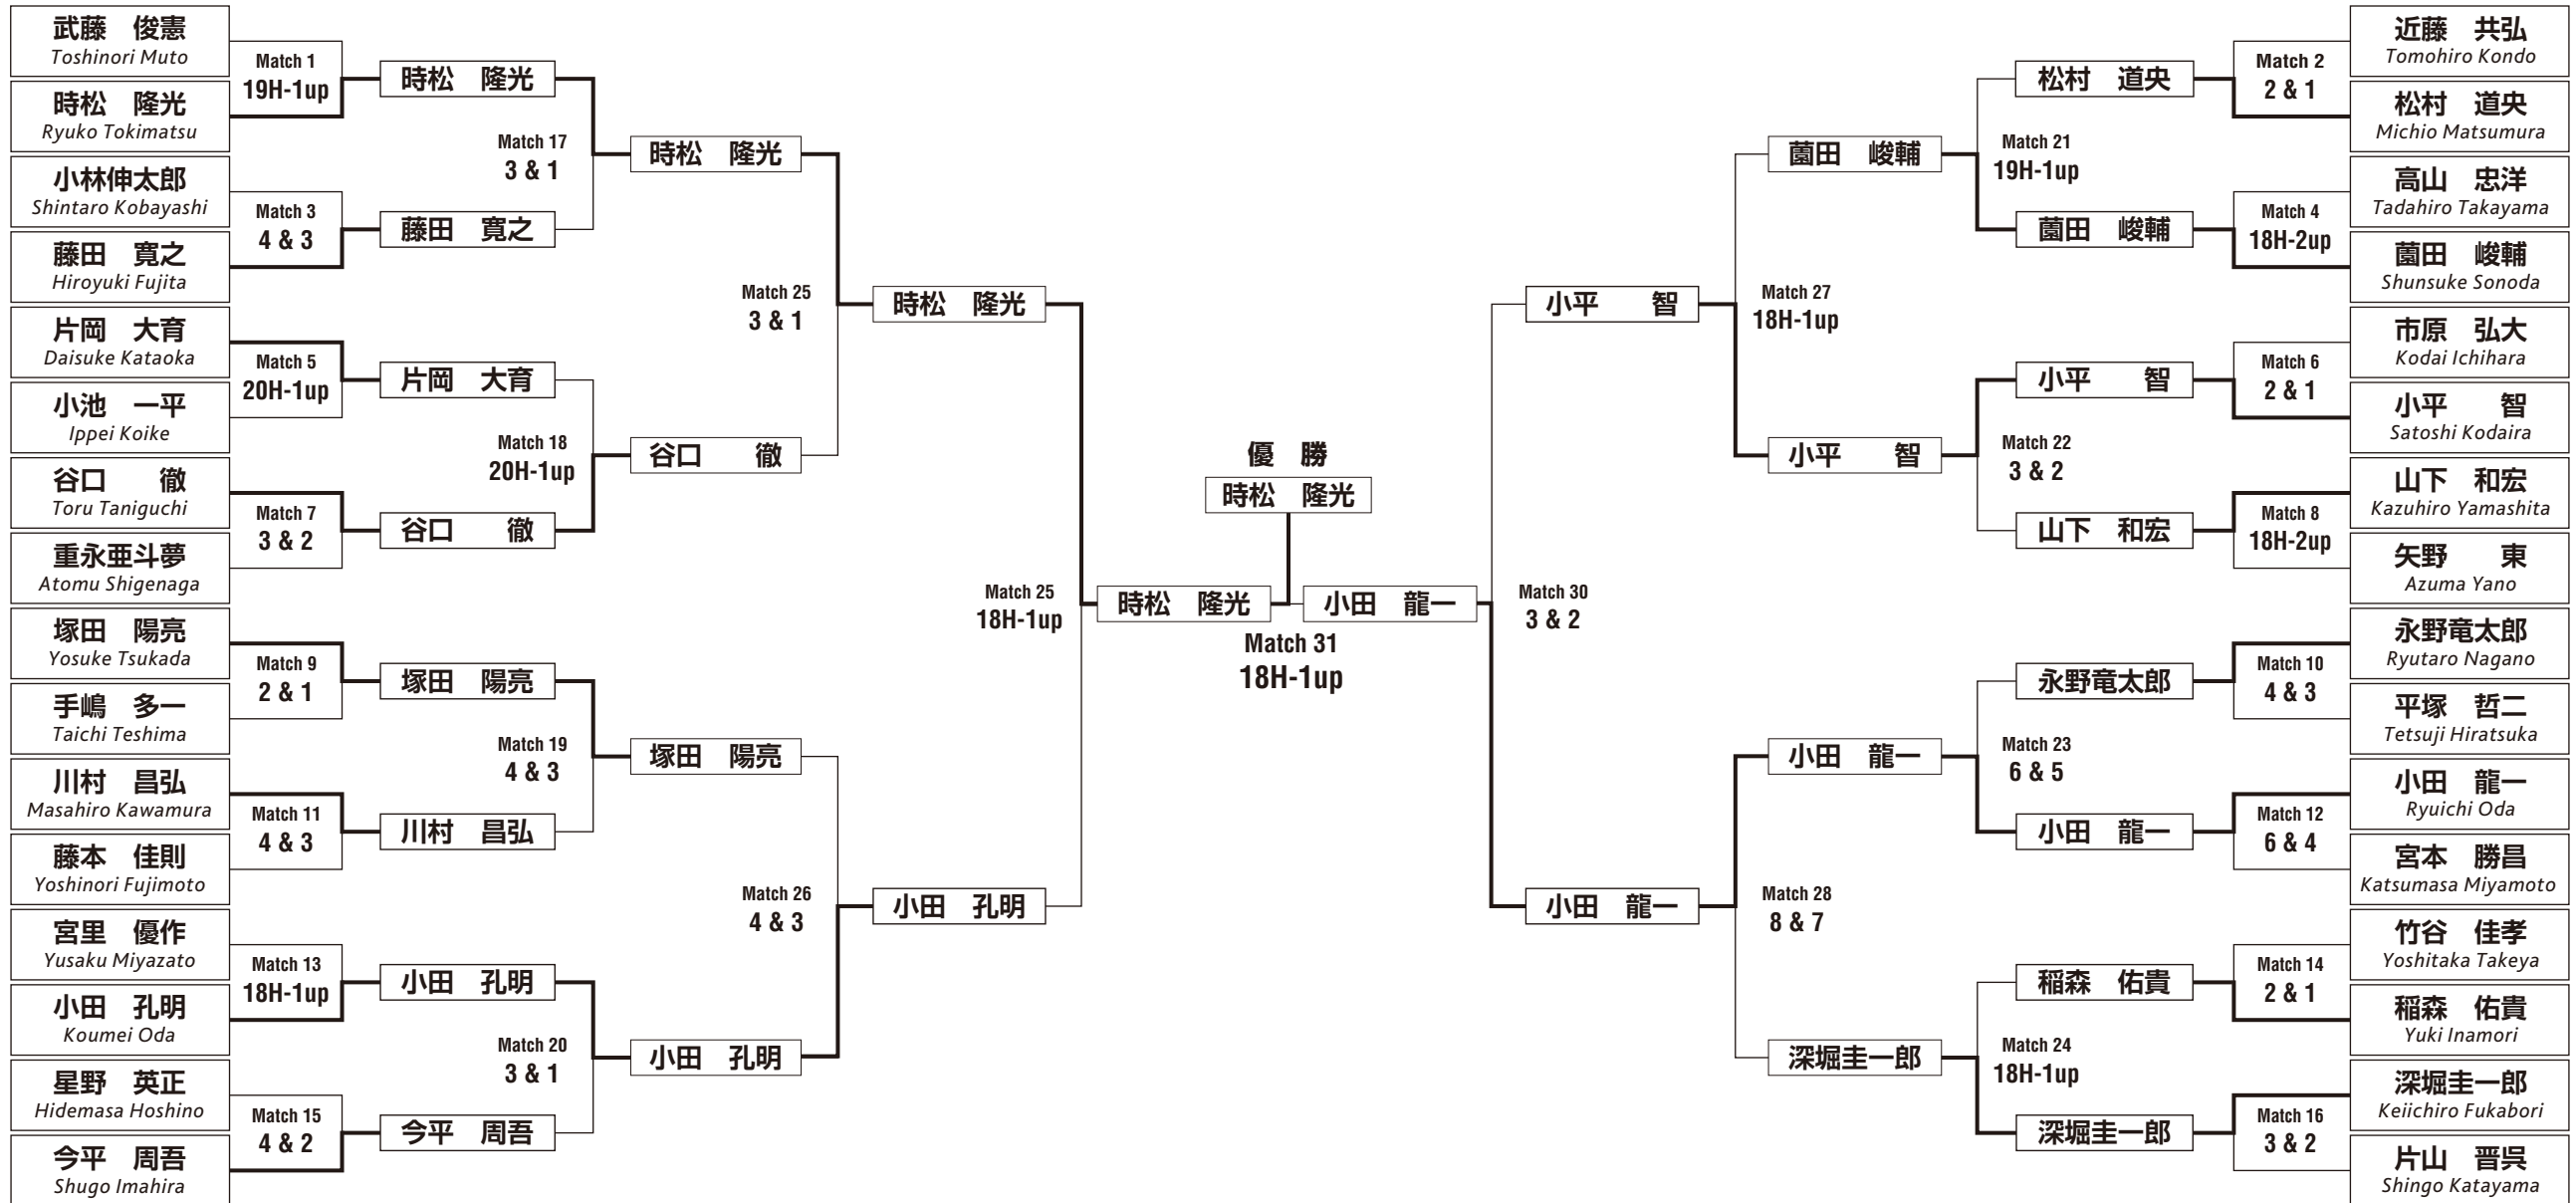 武藤　俊憲
Toshinori Muto
時松　隆光
Ryuko Tokimatsu
小林伸太郎
Shintaro Kobayashi
藤田　寛之
Hiroyuki Fujita
片岡　大育
Daisuke Kataoka
小池　一平
Ippei Koike
谷口　　徹
Toru Taniguchi
重永亜斗夢
Atomu Shigenaga
塚田　陽亮
Yosuke Tsukada
手嶋　多一
Taichi Teshima
川村　昌弘
Masahiro Kawamura
藤本　佳則
Yoshinori Fujimoto
宮里　優作
Yusaku Miyazato
小田　孔明
Koumei Oda
星野　英正
Hidemasa Hoshino
今平　周吾
Shugo Imahira
Match 1
19H-1up
Match 3
4 & 3
Match 5
20H-1up
Match 7
3 & 2
Match 9
2 & 1
Match 11
4 & 3
Match 13
18H-1up
Match 15
4 & 2
時松　隆光
藤田　寛之
片岡　大育
谷口　　徹
塚田　陽亮
川村　昌弘
小田　孔明
今平　周吾
Match 17
3 & 1
Match 18
20H-1up
Match 19
4 & 3
Match 20
3 & 1
時松　隆光
谷口　　徹
塚田　陽亮
小田　孔明
Match 25
3 & 1
Match 26
4 & 3
時松　隆光
小田　孔明
Match 25
18H-1up
時松　隆光
優　勝
時松　隆光
Match 31
18H-1up
小田　龍一
Match 30
3 & 2
小平　　智
小田　龍一
Match 27
18H-1up
Match 28
8 & 7
薗田　峻輔
小平　　智
小田　龍一
深堀圭一郎
Match 21
19H-1up
Match 22
3 & 2
Match 23
6 & 5
Match 24
18H-1up
松村　道央
薗田　峻輔
小平　　智
山下　和宏
永野竜太郎
小田　龍一
稲森　佑貴
深堀圭一郎
Match 2
2 & 1
Match 4
18H-2up
Match 6
2 & 1
Match 8
18H-2up
Match 10
4 & 3
Match 12
6 & 4
Match 14
2 & 1
Match 16
3 & 2
近藤　共弘
Tomohiro Kondo
松村　道央
Michio Matsumura
高山　忠洋
Tadahiro Takayama
薗田　峻輔
Shunsuke Sonoda
市原　弘大
Kodai Ichihara
小平　　智
Satoshi Kodaira
山下　和宏
Kazuhiro Yamashita
矢野　　東
Azuma Yano
永野竜太郎
Ryutaro Nagano
平塚　哲二
Tetsuji Hiratsuka
小田　龍一
Ryuichi Oda
宮本　勝昌
Katsumasa Miyamoto
竹谷　佳孝
Yoshitaka Takeya
稲森　佑貴
Yuki Inamori
深堀圭一郎
Keiichiro Fukabori
片山　晋呉
Shingo Katayama